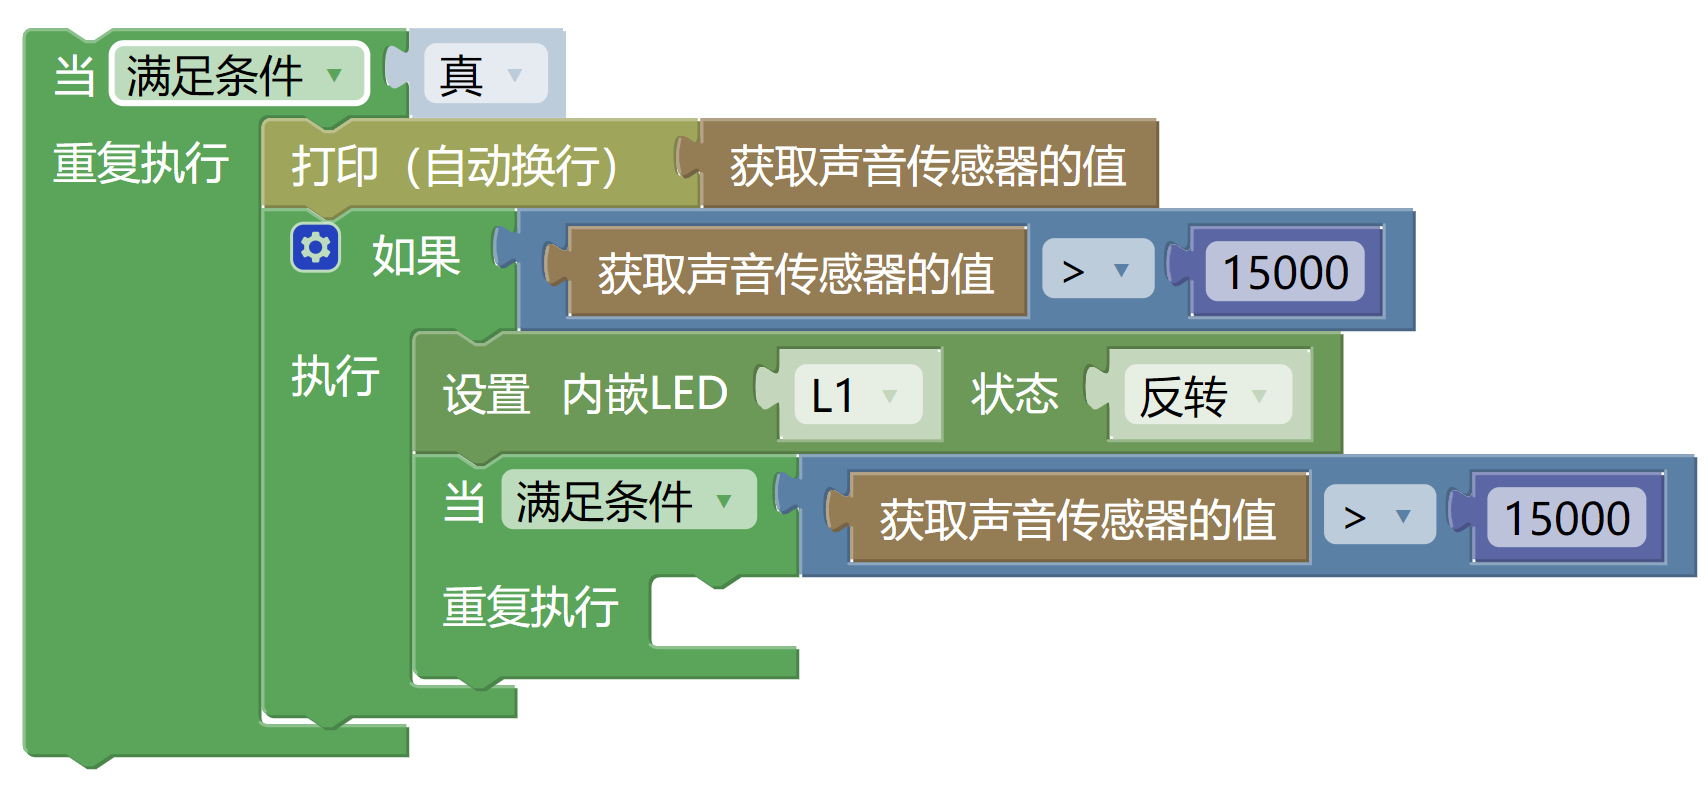 当 满足条件 真
重复执行 打印（自动换行） 获取声音传感器的值
如果 获取声音传感器的值 > 15000
执行 设置 内嵌LED L1 状态 反转
当 满足条件 获取声音传感器的值 > 15000
重复执行